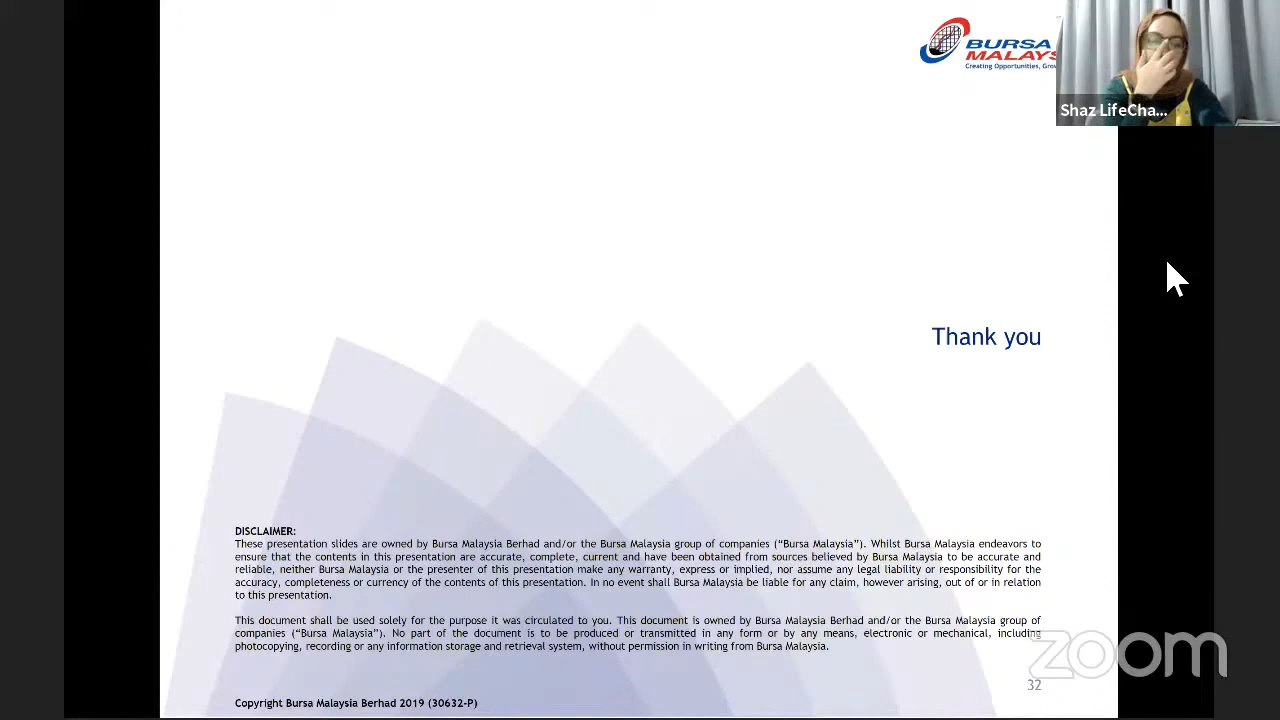 BURSA
MALAYS
Creating Opportunities, Grow
Shaz LifeCha...
Thank you
DISCLAIMER:
These presentation slides are owned by Bursa Malaysia Berhad and/or the Bursa Malaysia group of companies (“Bursa Malaysia”). Whilst Bursa Malaysia endeavors to
ensure that the contents in this presentation are accurate, complete, current and have been obtained from sources believed by Bursa Malaysia to be accurate and
reliable, neither Bursa Malaysia or the presenter of this presentation make any warranty, express or implied, nor assume any legal liability or responsibility for the
accuracy, completeness or currency of the contents of this presentation. In no event shall Bursa Malaysia be liable for any claim, however arising, out of or in relation
to this presentation.
This document shall be used solely for the purpose it was circulated to you. This document is owned by Bursa Malaysia Berhad and/or the Bursa Malaysia group of
companies (“Bursa Malaysia”). No part of the document is to be produced or transmitted in any form or by any means, electronic or mechanical, including
photocopying, recording or any information storage and retrieval system, without permission in writing from Bursa Malaysia.
zoom
32
Copyright Bursa Malaysia Berhad 2019 (30632-P)